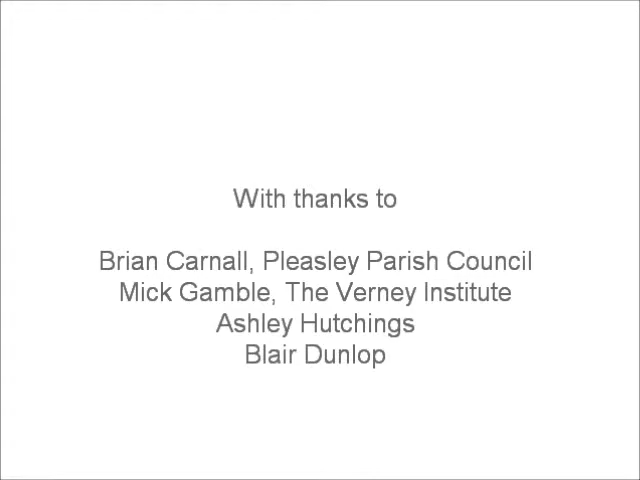 With thanks to
Brian Carnall, Pleasley Parish Council
Mick Gamble, The Verney Institute
Ashley Hutchings
Blair Dunlop